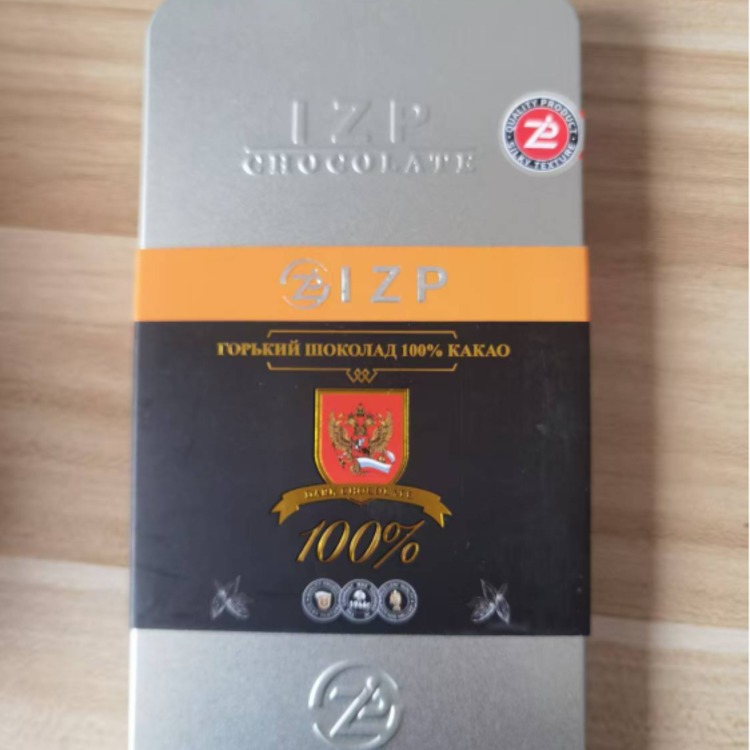 IZP
CHOCOLATE
QUALITY PRODUCT
SILKY TEXTURE
IZP
ГОРЬКИЙ ШОКОЛАД 100% КАКАО
DARK CHOCOLATE
100%